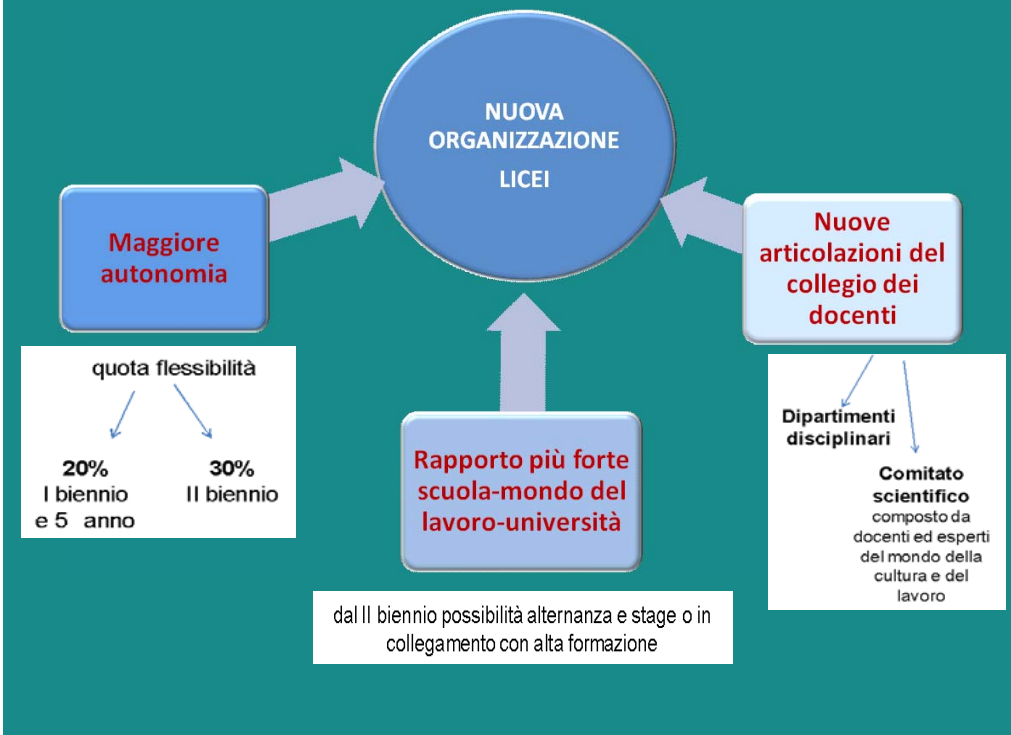 NUOVA
ORGANIZZAZIONE
LICEI
Maggiore
autonomia
quota flessibilità
20%
I biennio
e 5 anno
30%
II biennio
Rapporto più forte
scuola-mondo del
lavoro-università
dal II biennio possibilità alternanza e stage o in
collegamento con alta formazione
Nuove
articolazioni del
collegio dei
docenti
Dipartimenti
disciplinari
Comitato
scientifico
composto da
docenti ed esperti
del mondo della
cultura e del
lavoro